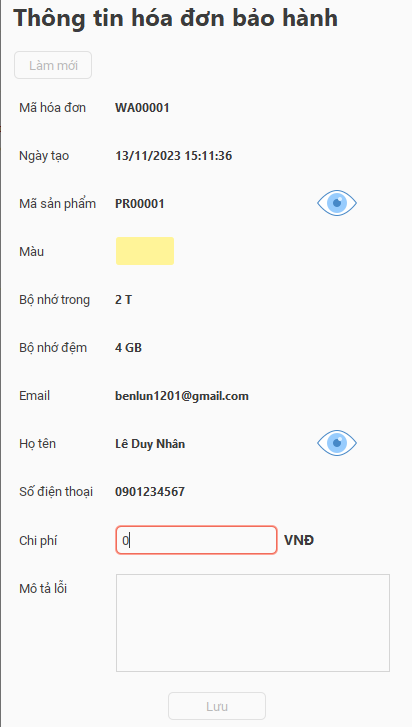 Thông tin hóa đơn bảo hành
Làm mới
Mã hóa đơn WA00001
Ngày tạo 13/11/2023 15:11:36
Mã sản phẩm PR00001
Màu
Bộ nhớ trong 2 T
Bộ nhớ đệm 4 GB
Email benlun1201@gmail.com
Họ tên Lê Duy Nhân
Số điện thoại 0901234567
Chi phí 0 VNĐ
Mô tả lỗi
Lưu